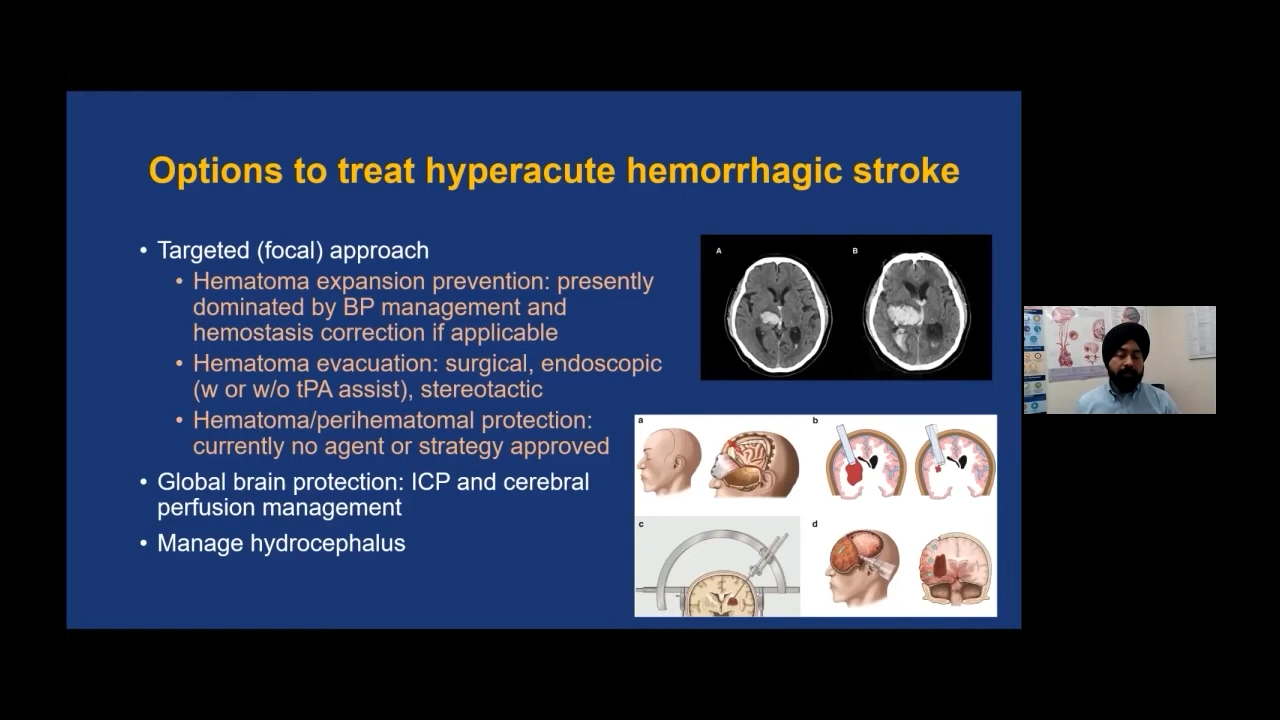 Options to treat hyperacute hemorrhagic stroke
• Targeted (focal) approach
• Hematoma expansion prevention: presently
dominated by BP management and
hemostasis correction if applicable
• Hematoma evacuation: surgical, endoscopic
(w or w/o tPA assist), stereotactic
• Hematoma/perihematomal protection:
currently no agent or strategy approved
• Global brain protection: ICP and cerebral
perfusion management
• Manage hydrocephalus
A
B
a
b
c
d